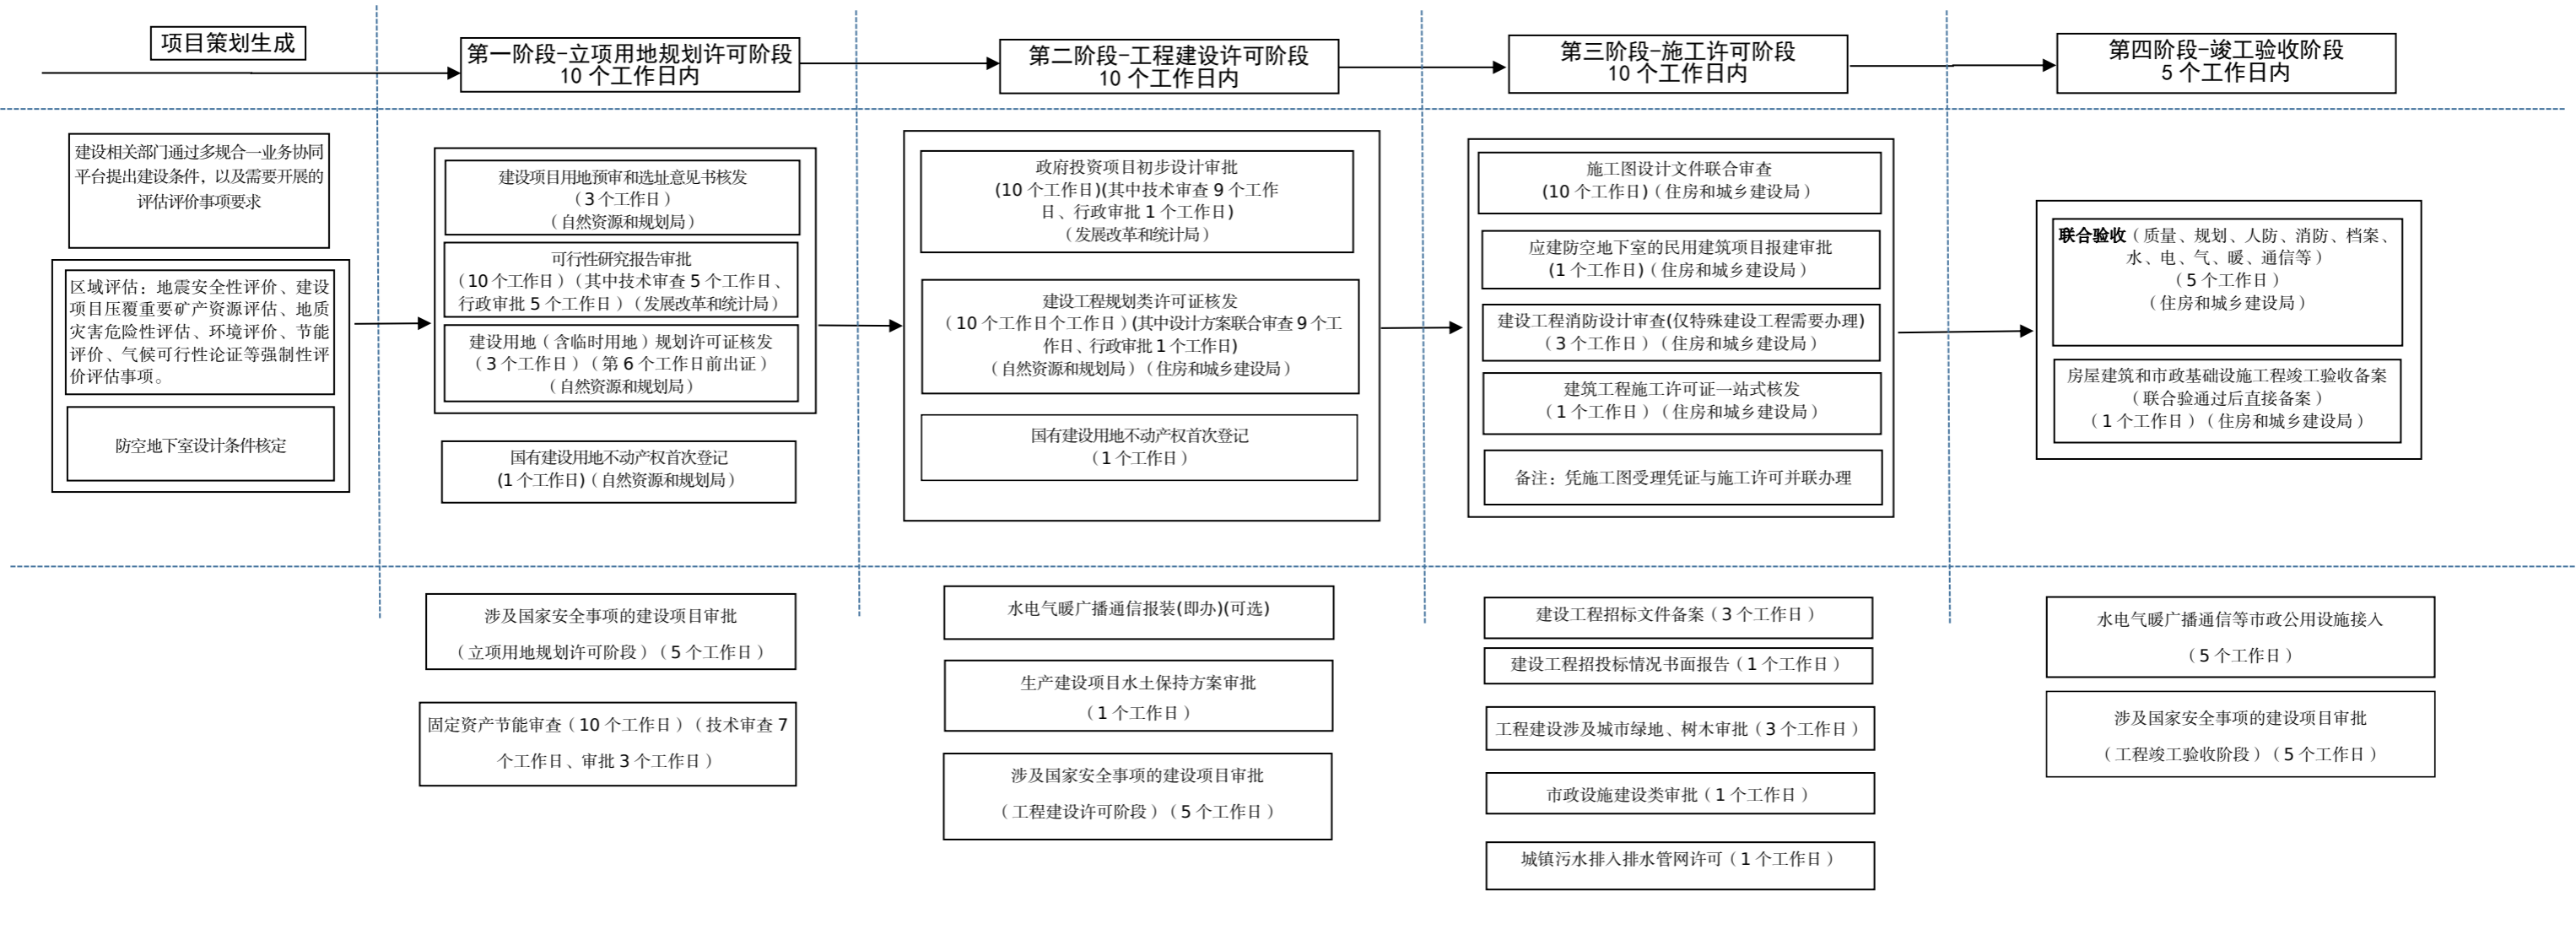 项目策划生成
第一阶段-立项用地规划许可阶段
10 个工作日内
第二阶段-工程建设许可阶段
10 个工作日内
第三阶段-施工许可阶段
10 个工作日内
第四阶段-竣工验收阶段
5 个工作日内
建设相关部门通过多规合一业务协同
平台提出建设条件，以及需要开展的
评估评价事项要求
区域评估：地震安全性评价、建设
项目压覆重要矿产资源评估、地质
灾害危险性评估、环境评价、节能
评价、气候可行性论证等强制性评
价评估事项。
防空地下室设计条件核定
建设项目用地预审和选址意见书核发
（3 个工作日）
（自然资源和规划局）
可行性研究报告审批
（10 个工作日）（其中技术审查 5 个工作日、
行政审批 5 个工作日）（发展改革和统计局）
建设用地（含临时用地）规划许可证核发
（3 个工作日）（第 6 个工作日前出证）
（自然资源和规划局）
国有建设用地不动产权首次登记
(1 个工作日)（自然资源和规划局）
政府投资项目初步设计审批
(10 个工作日)(其中技术审查 9 个工作
日、行政审批 1 个工作日)
（发展改革和统计局）
建设工程规划类许可证核发
（10 个工作日个工作日）(其中设计方案联合审查 9 个工
作日、行政审批 1 个工作日)
（自然资源和规划局）（住房和城乡建设局）
国有建设用地不动产权首次登记
（1 个工作日）
施工图设计文件联合审查
(10 个工作日)（住房和城乡建设局）
应建防空地下室的民用建筑项目报建审批
(1 个工作日)（住房和城乡建设局）
建设工程消防设计审查(仅特殊建设工程需要办理)
（3 个工作日）（住房和城乡建设局）
建筑工程施工许可证一站式核发
（1 个工作日）（住房和城乡建设局）
备注：凭施工图受理凭证与施工许可并联办理
联合验收（质量、规划、人防、消防、档案、
水、电、气、暖、通信等）
（5 个工作日）
（住房和城乡建设局）
房屋建筑和市政基础设施工程竣工验收备案
（联合验通过后直接备案）
（1 个工作日）（住房和城乡建设局）
涉及国家安全事项的建设项目审批
（立项用地规划许可阶段）（5 个工作日）
固定资产节能审查（10 个工作日）（技术审查 7
个工作日、审批 3 个工作日）
水电气暖广播通信报装(即办)(可选)
生产建设项目水土保持方案审批
（1 个工作日）
涉及国家安全事项的建设项目审批
（工程建设许可阶段）（5 个工作日）
建设工程招标文件备案（3 个工作日）
建设工程招投标情况书面报告（1 个工作日）
工程建设涉及城市绿地、树木审批（3 个工作日）
市政设施建设类审批（1 个工作日）
城镇污水排入排水管网许可（1 个工作日）
水电气暖广播通信等市政公用设施接入
（5 个工作日）
涉及国家安全事项的建设项目审批
（工程竣工验收阶段）（5 个工作日）